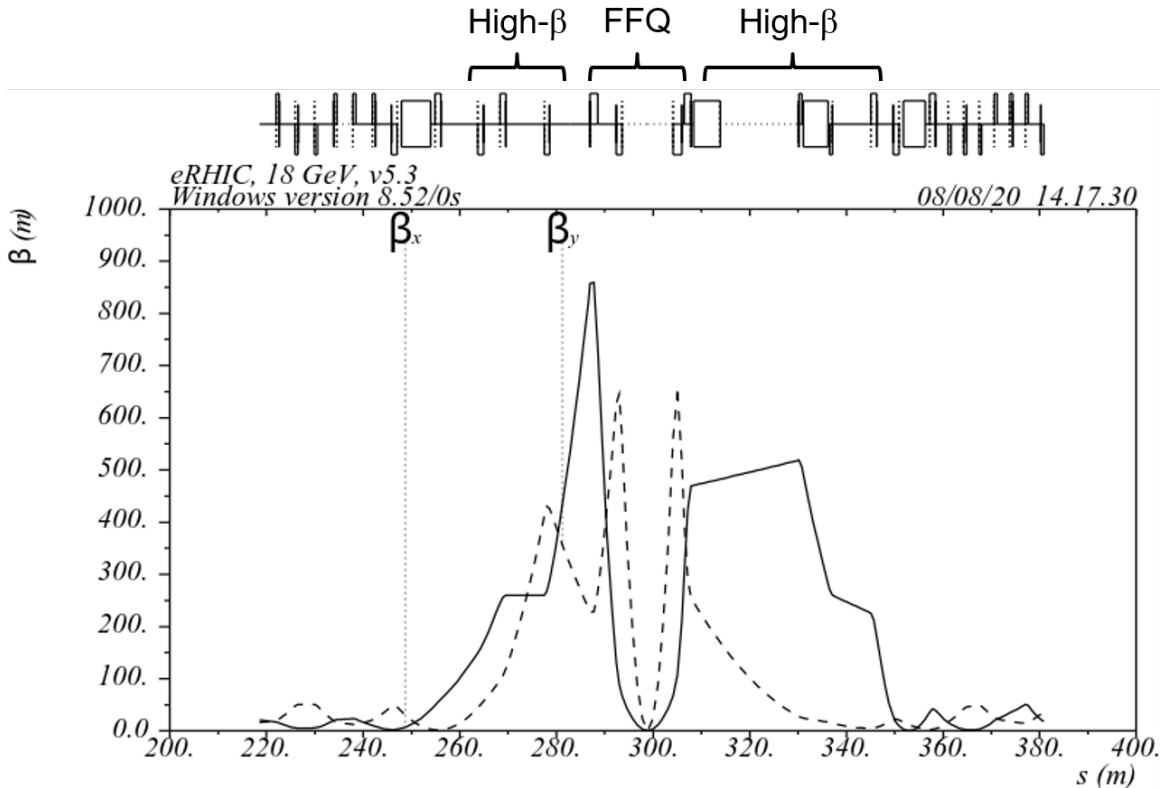 High-β FFQ High-β
eRHIC, 18 GeV, v5.3
Windows version 8.52/0s 08/08/20 14.17.30
1000.
900.
800.
700.
600.
500.
400.
300.
200.
100.
0.0
β (m)
βx βy
200. 220. 240. 260. 280. 300. 320. 340. 360. 380. 400.
s (m)